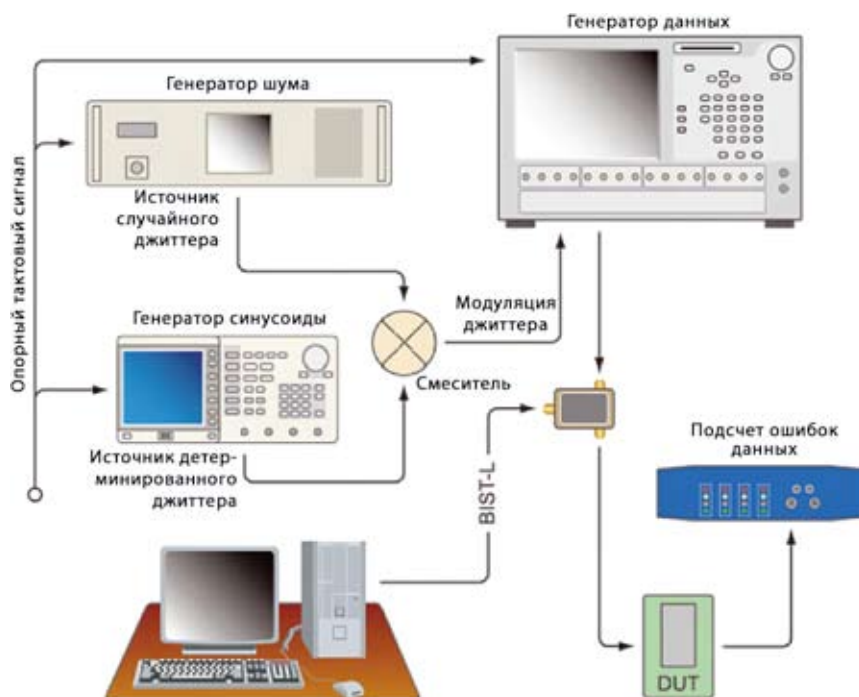 Генератор данных
Генератор шума
Опорный тактовый сигнал
Источник
случайного
джиттера
Генератор синусоиды
Модуляция
джиттера
Смеситель
Источник детер-
минированного
джиттера
BIST-L
Подсчет ошибок
данных
DUT